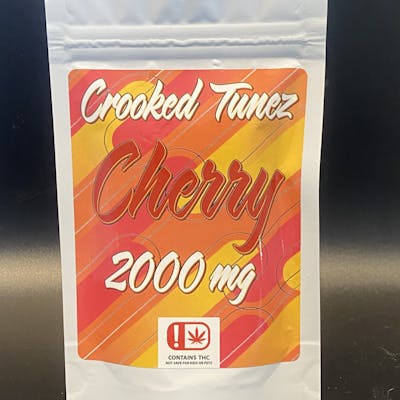 Crooked Tunez
Cherry
2000 mg
CONTAINS THC
NOT SAFE FOR KIDS OR PETS